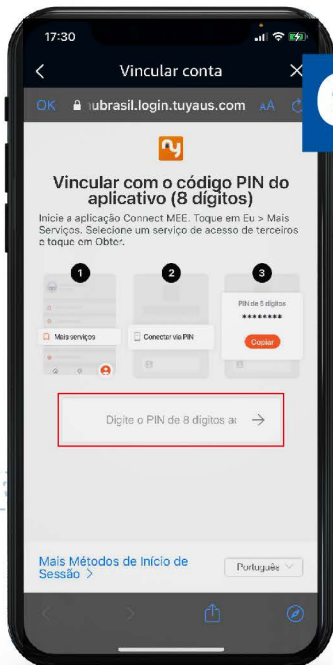 17:30
Vincular conta
OK ubrasil.login.tuyaus.com AA
Vincular com o código PIN do
aplicativo (8 dígitos)
Inicie a aplicação Connect MEE. Toque em Eu > Mais
Serviços. Selecione um serviço de acesso de terceiros
e toque em Obter.
1
2
3
Mais serviços
Conectar via PIN
PIN de 8 dígitos
********
Copiar
Digite o PIN de 8 dígitos
Mais Métodos de Início de
Sessão >
Português